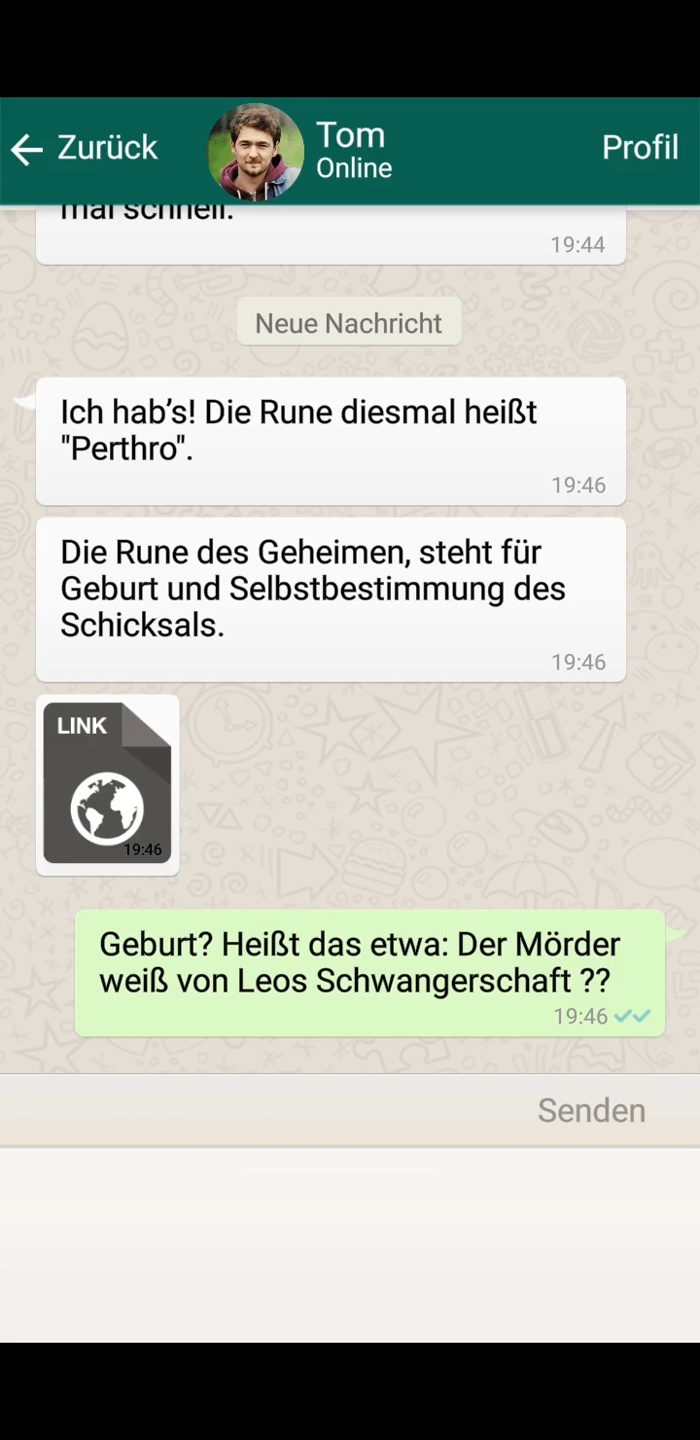 Zurück
Tom
Online
Profil
mal schnell.
19:44
Neue Nachricht
Ich hab’s! Die Rune diesmal heißt
"Perthro".
19:46
Die Rune des Geheimen, steht für
Geburt und Selbstbestimmung des
Schicksals.
19:46
LINK
19:46
Geburt? Heißt das etwa: Der Mörder
weiß von Leos Schwangerschaft ??
19:46
Senden